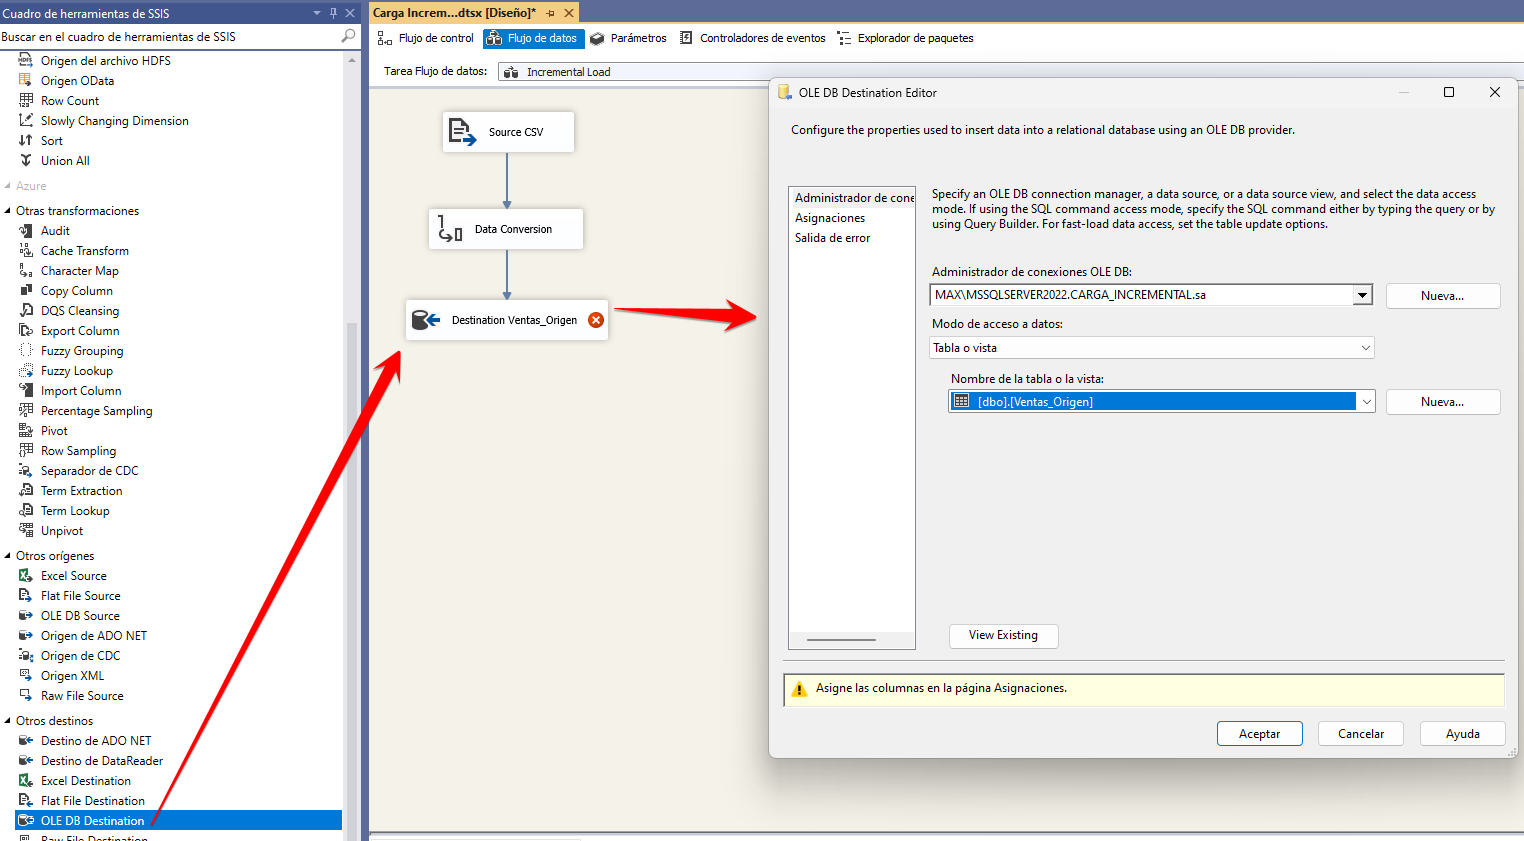 Cuadro de herramientas de SSIS
Buscar en el cuadro de herramientas de SSIS
Origen del archivo HDFS
Origen OData
Row Count
Slowly Changing Dimension
Sort
Union All
Azure
Otras transformaciones
Audit
Cache Transform
Character Map
Copy Column
DQS Cleansing
Export Column
Fuzzy Grouping
Fuzzy Lookup
Import Column
Percentage Sampling
Pivot
Row Sampling
Separador de CDC
Term Extraction
Term Lookup
Unpivot
Otros orígenes
Excel Source
Flat File Source
OLE DB Source
Origen de ADO NET
Origen de CDC
Origen XML
Raw File Source
Otros destinos
Destino de ADO NET
Destino de DataReader
Excel Destination
Flat File Destination
OLE DB Destination
Raw File Destination
Carga Increm...dtsx [Diseño]*
Flujo de control
Flujo de datos
Parámetros
Controladores de eventos
Explorador de paquetes
Tarea Flujo de datos:
Incremental Load
Source CSV
Data Conversion
Destination Ventas_Origen
OLE DB Destination Editor
Configure the properties used to insert data into a relational database using an OLE DB provider.
Administrador de cone
Asignaciones
Salida de error
Specify an OLE DB connection manager, a data source, or a data source view, and select the data access
mode. If using the SQL command access mode, specify the SQL command either by typing the query or by
using Query Builder. For fast-load data access, set the table update options.
Administrador de conexiones OLE DB:
MAX\MSSQLSERVER2022.CARGA_INCREMENTAL.sa
Nueva...
Modo de acceso a datos:
Tabla o vista
Nombre de la tabla o la vista:
[dbo].[Ventas_Origen]
Nueva...
View Existing
Asigne las columnas en la página Asignaciones.
Aceptar
Cancelar
Ayuda